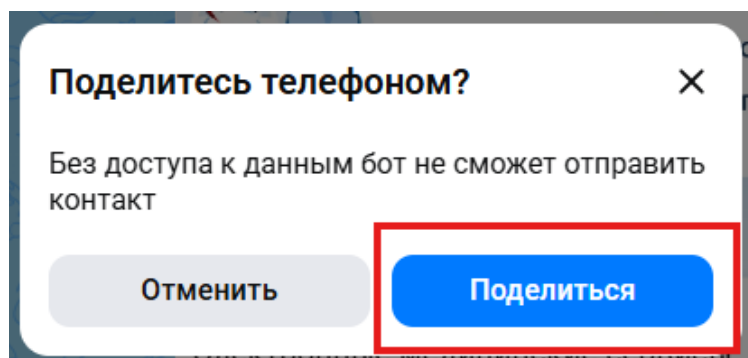 Поделитесь телефоном?
Без доступа к данным бот не сможет отправить
контакт
Отменить
Поделиться